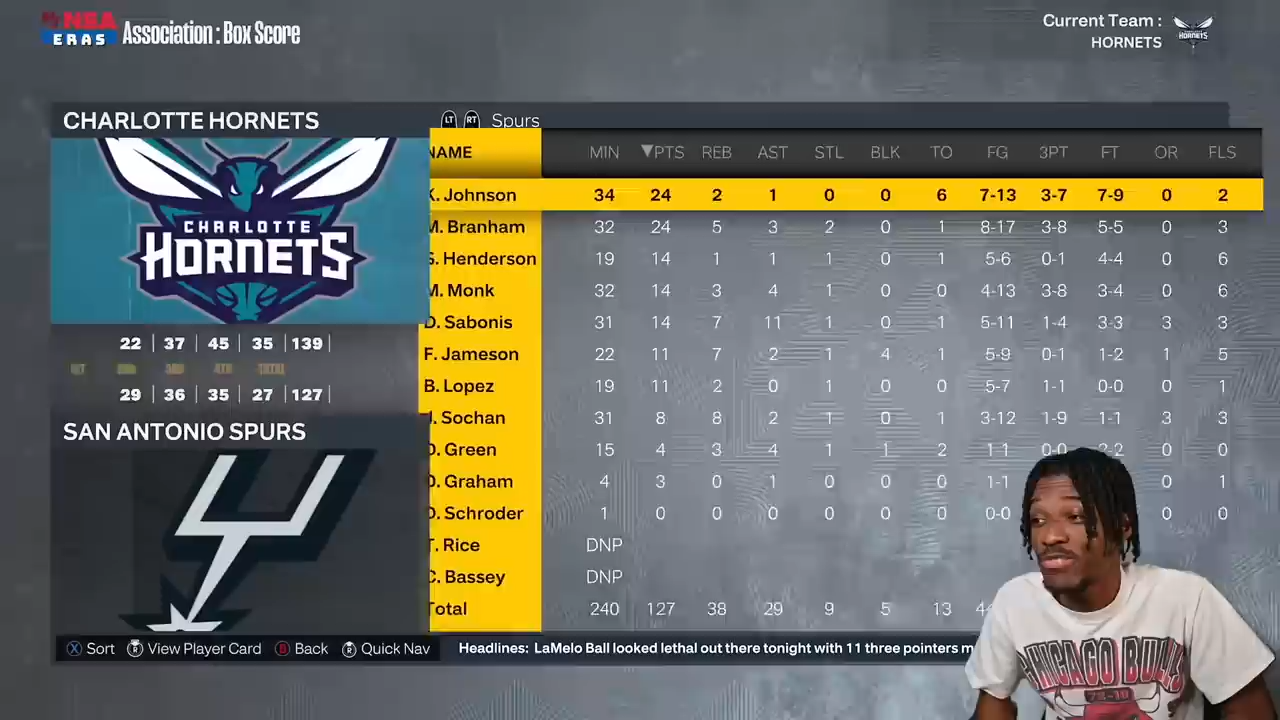 MY NBA ERAS Association : Box Score
Current Team :
HORNETS
HORNETS
CHARLOTTE HORNETS
LT RT Spurs
CHARLOTTE
HORNETS
22 | 37 | 45 | 35 | 139 |
29 | 36 | 35 | 27 | 127 |
SAN ANTONIO SPURS
NAME MIN ▼PTS REB AST STL BLK TO FG 3PT FT OR FLS
K. Johnson 34 24 2 1 0 0 6 7-13 3-7 7-9 0 2
M. Branham 32 24 5 3 2 0 1 8-17 3-8 5-5 0 3
S. Henderson 19 14 1 1 1 0 1 5-6 0-1 4-4 0 6
M. Monk 32 14 3 4 1 0 0 4-13 3-8 3-4 0 6
D. Sabonis 31 14 7 11 1 0 1 5-11 1-4 3-3 3 3
F. Jameson 22 11 7 2 1 4 1 5-9 0-1 1-2 1 5
B. Lopez 19 11 2 0 1 0 0 5-7 1-1 0-0 0 1
J. Sochan 31 8 8 2 1 0 1 3-12 1-9 1-1 3 3
D. Green 15 4 3 4 1 1 2 1-1 0-0 2-2 0 0
D. Graham 4 3 0 1 0 0 0 1-1 0 1
D. Schroder 1 0 0 0 0 0 0 0-0 0 0
T. Rice DNP
C. Bassey DNP
Total 240 127 38 29 9 5 13
X Sort R View Player Card B Back R Quick Nav
Headlines: LaMelo Ball looked lethal out there tonight with 11 three pointers m
CHICAGO BULLS
72-10